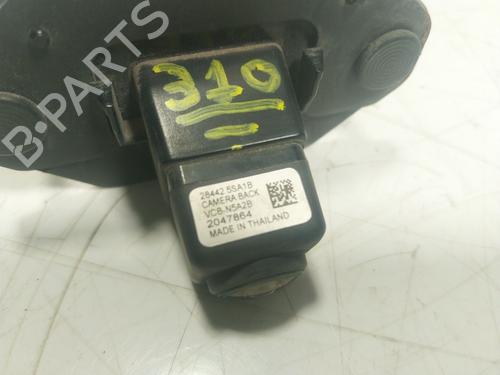 B-PARTS
310
28442 5SA1B
CAMERA BACK
VCB-N5A2B
2047864
MADE IN THAILAND